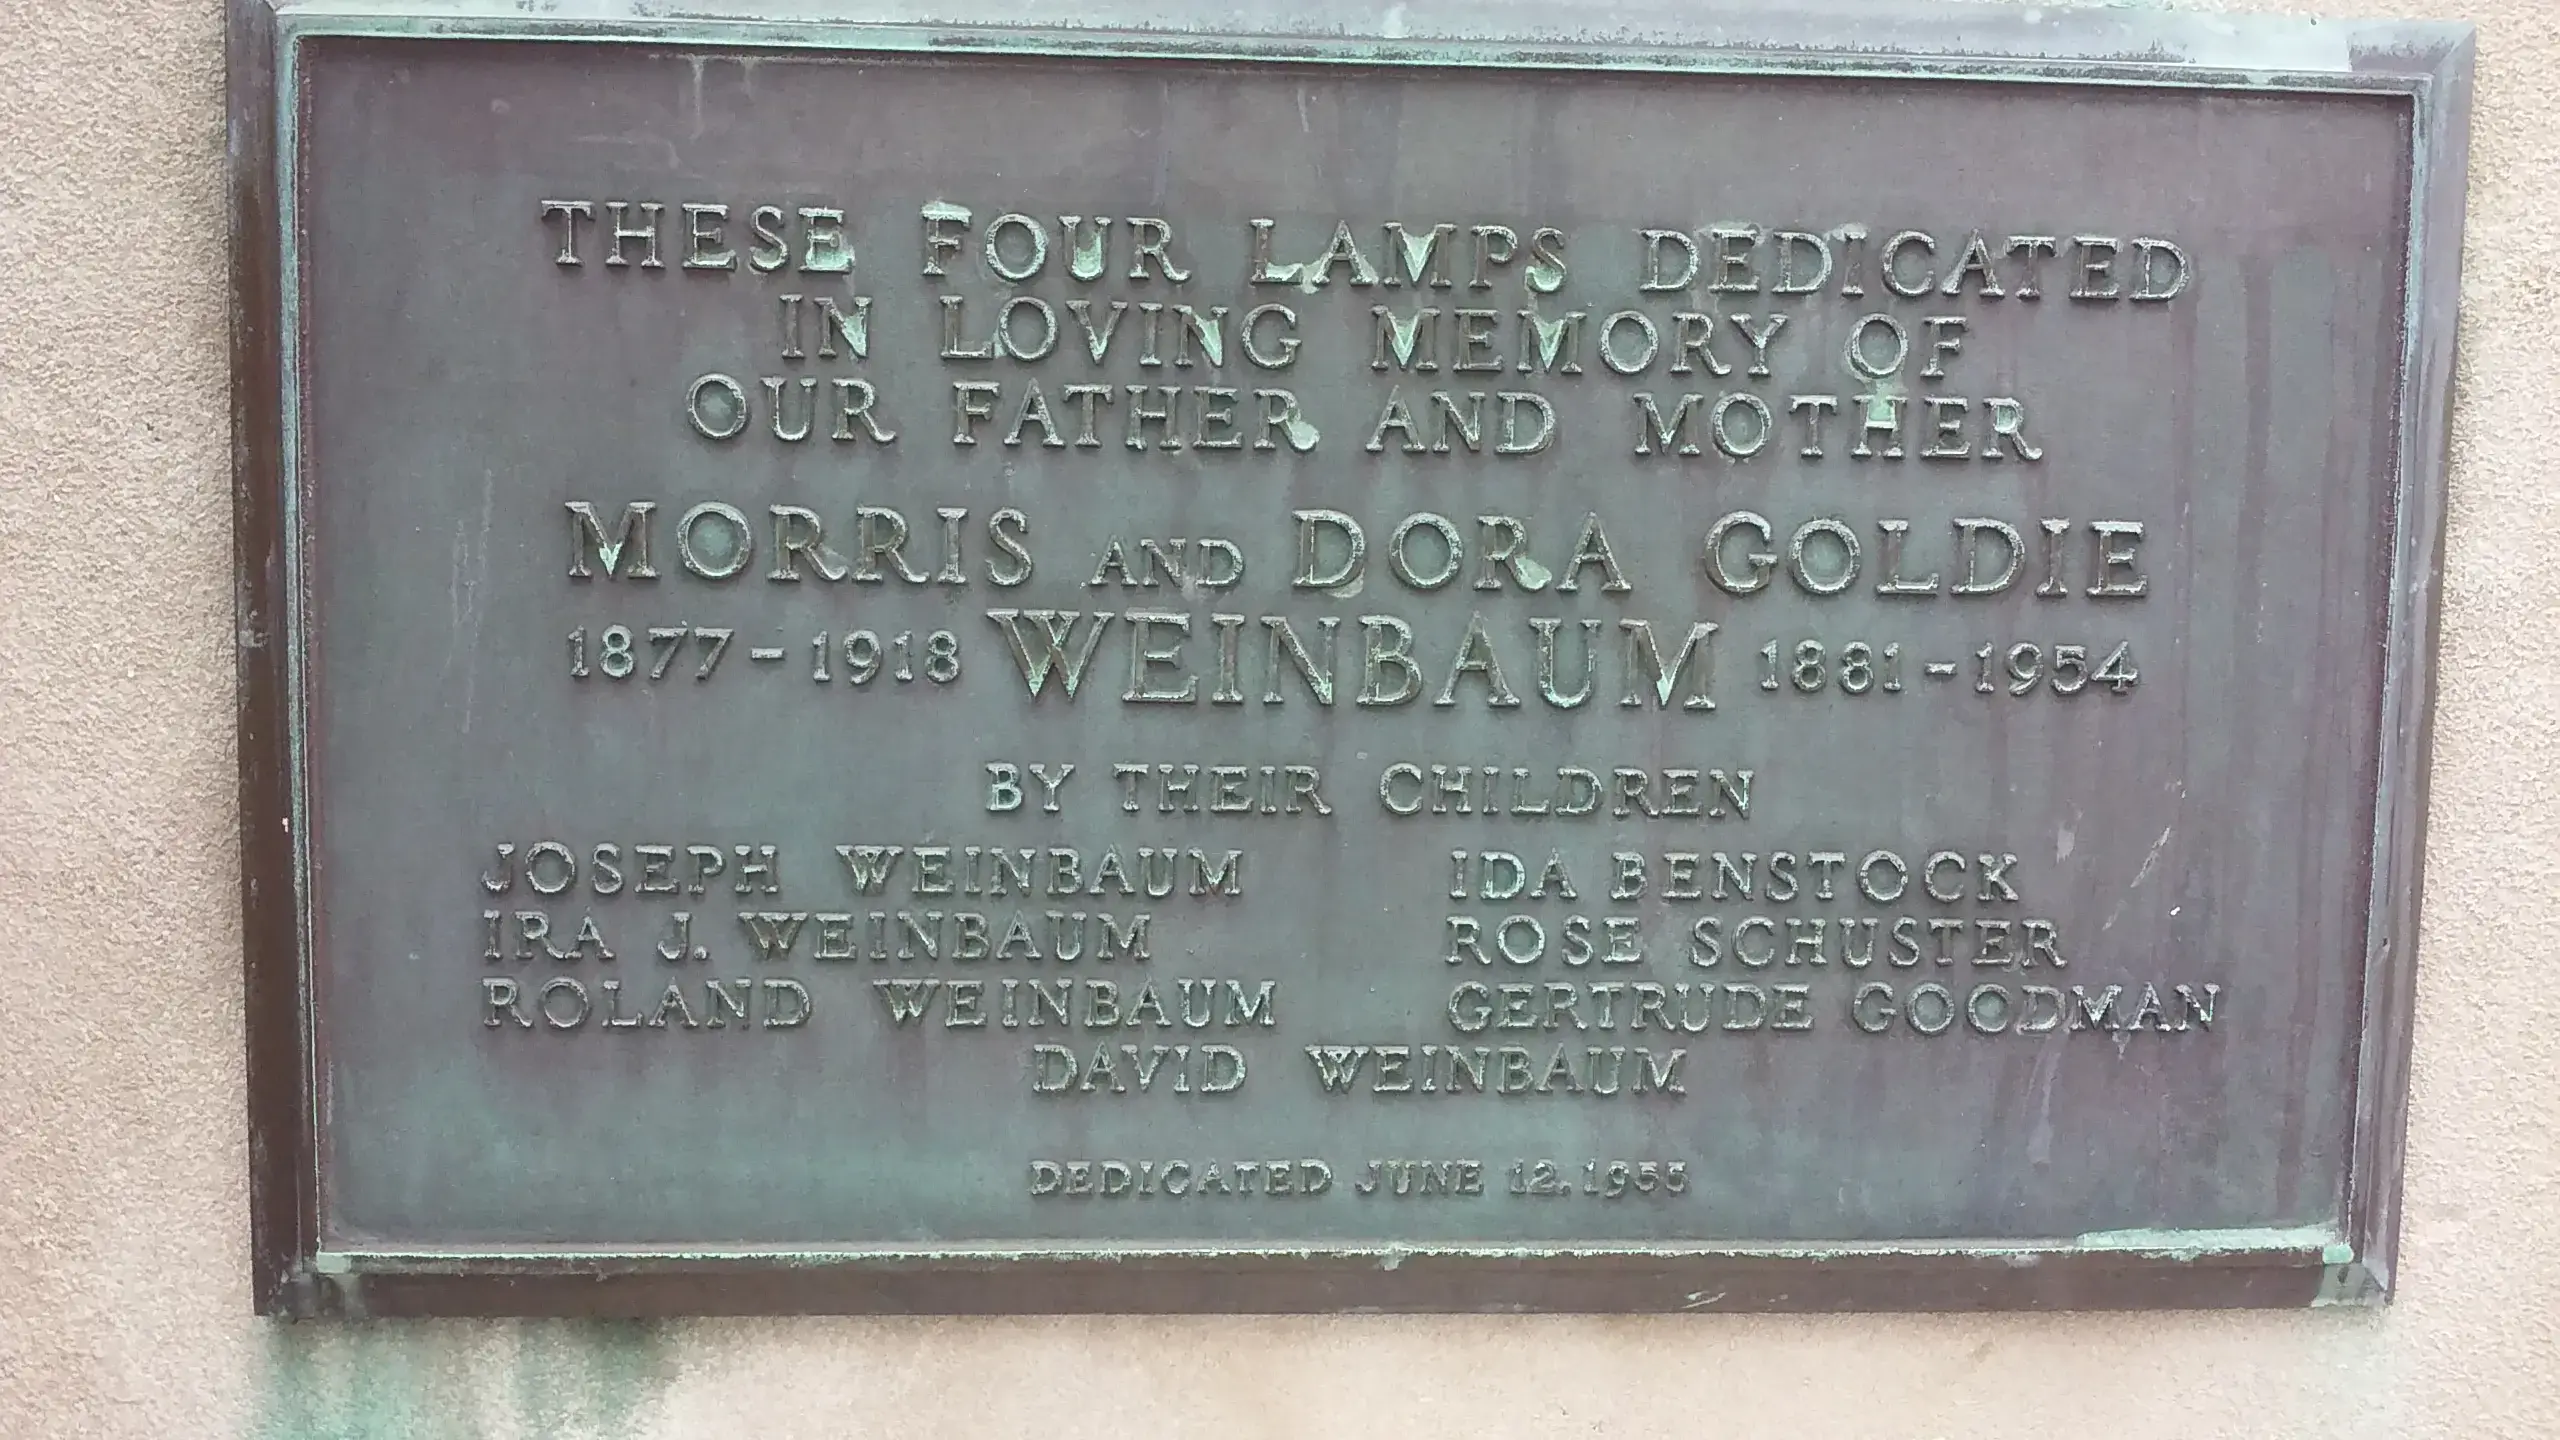 THESE FOUR LAMPS DEDICATED
IN LOVING MEMORY OF
OUR FATHER AND MOTHER
MORRIS AND DORA GOLDIE
1877-1918 WEINBAUM 1881-1954
BY THEIR CHILDREN
JOSEPH WEINBAUM IDA BENSTOCK
IRA J. WEINBAUM ROSE SCHUSTER
ROLAND WEINBAUM GERTRUDE GOODMAN
DAVID WEINBAUM
DEDICATED JUNE 12, 1955